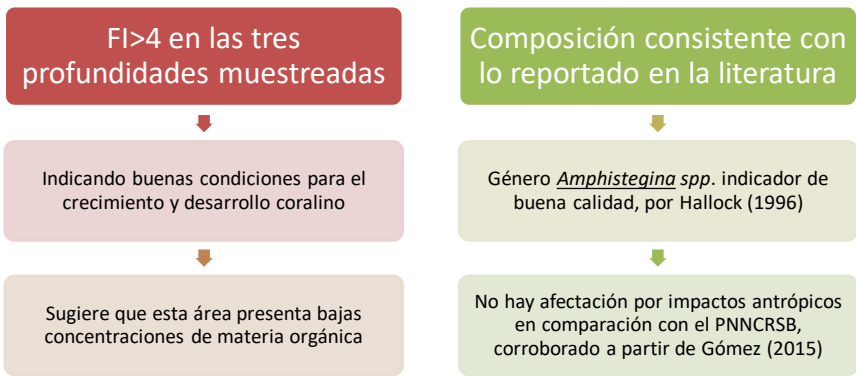 FI>4 en las tres
profundidades muestreadas
Indicando buenas condiciones para el
crecimiento y desarrollo coralino
Sugiere que esta área presenta bajas
concentraciones de materia orgánica
Composición consistente con
lo reportado en la literatura
Género Amphistegina spp. indicador de
buena calidad, por Hallock (1996)
No hay afectación por impactos antrópicos
en comparación con el PNNCRSB,
corroborado a partir de Gómez (2015)